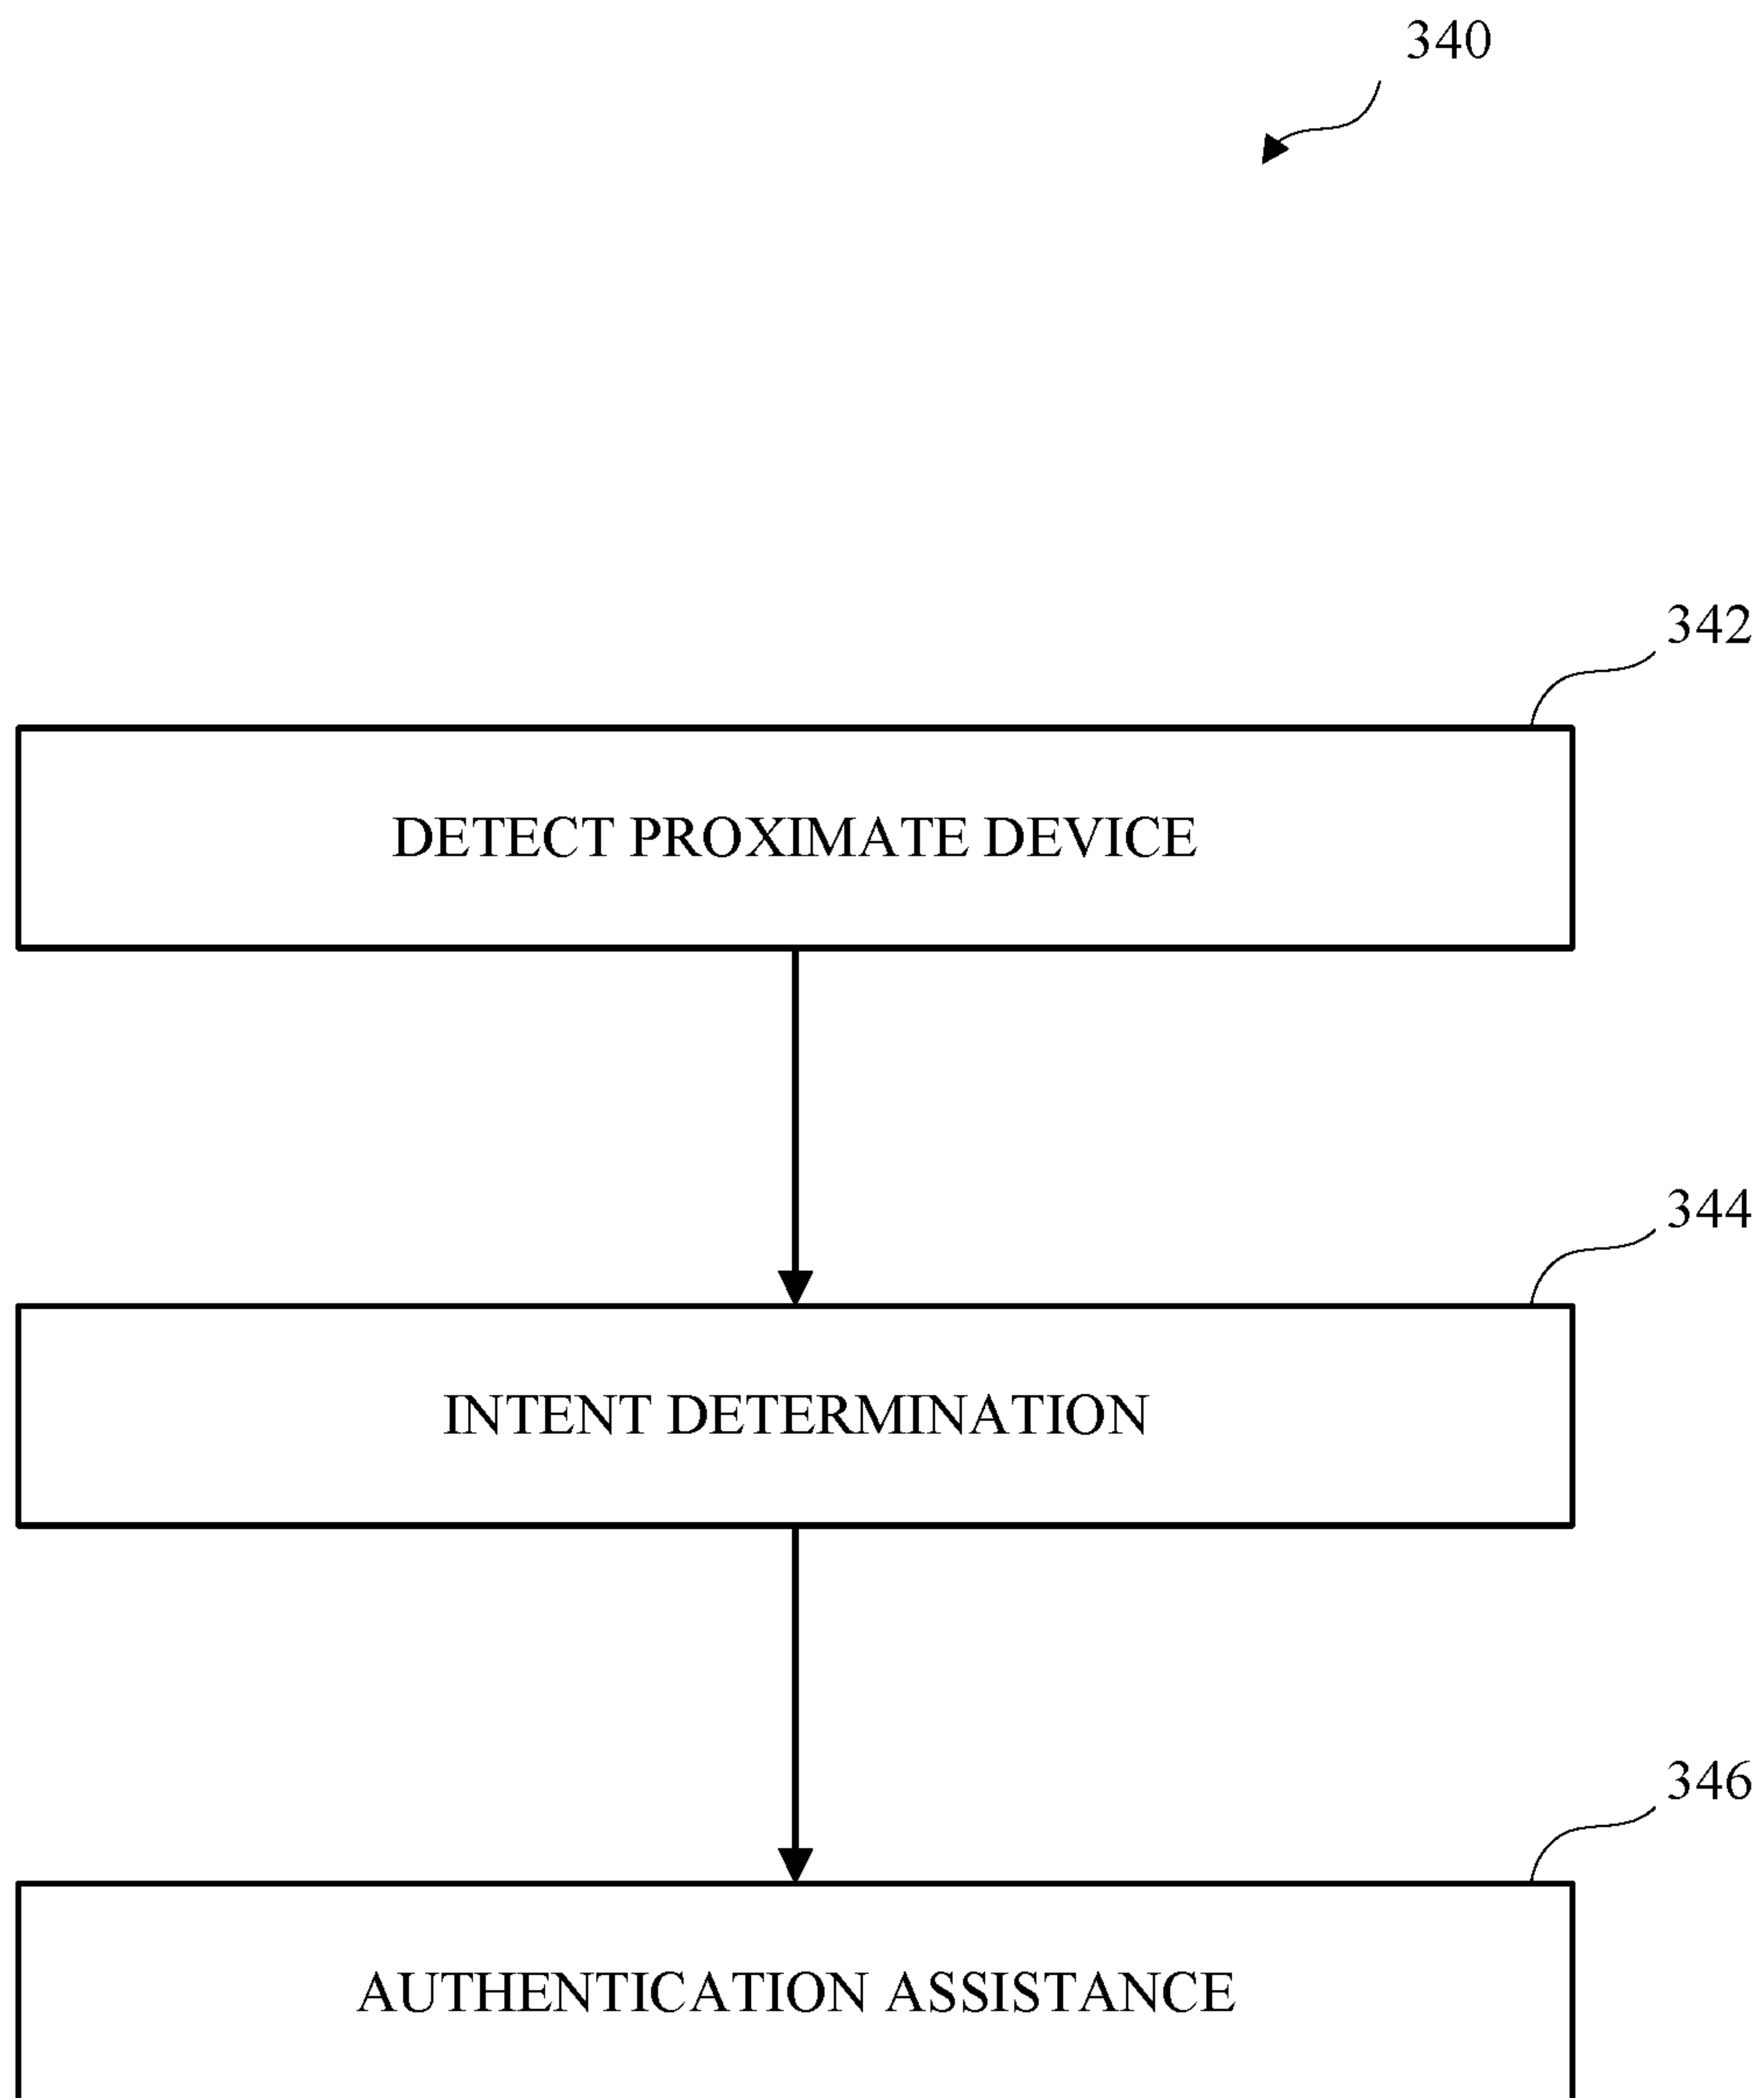 340
342
DETECT PROXIMATE DEVICE
344
INTENT DETERMINATION
346
AUTHENTICATION ASSISTANCE